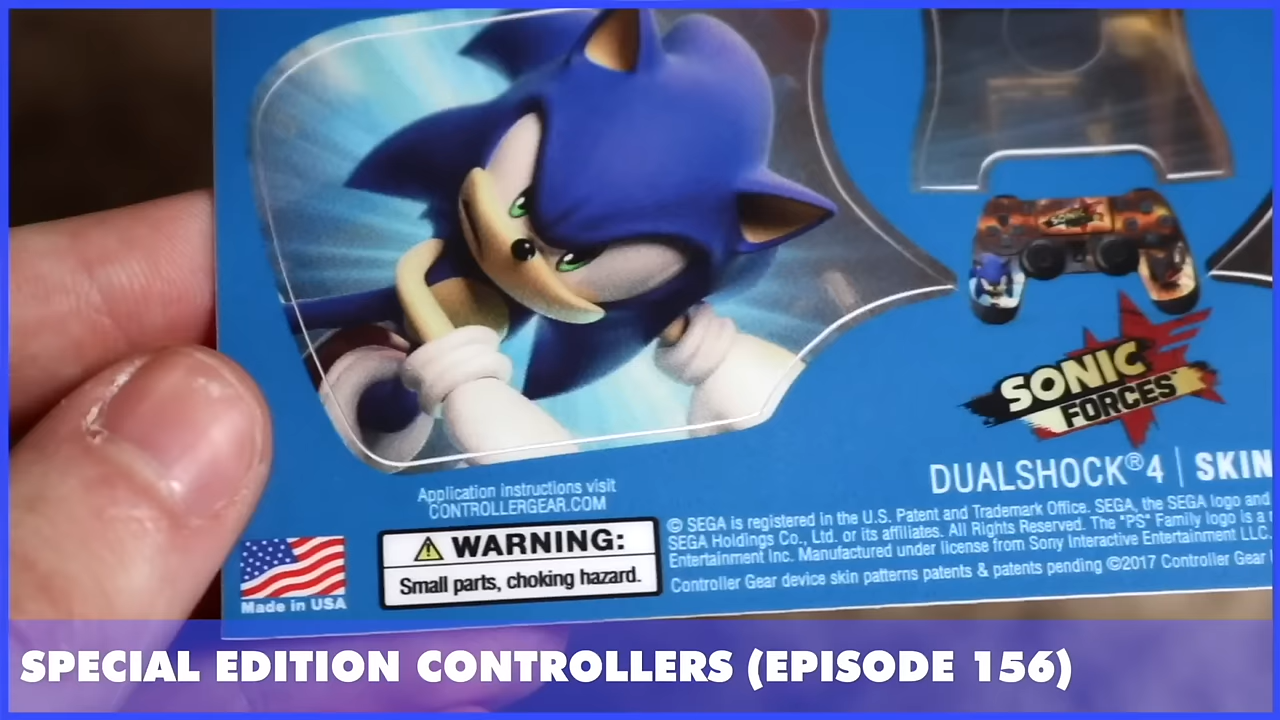 SONIC
FORCES™
DUALSHOCK®4 | SKIN
Application instructions visit
CONTROLLERGEAR.COM
WARNING:
Small parts, choking hazard.
Made in USA
© SEGA is registered in the U.S. Patent and Trademark Office. SEGA, the SEGA logo and
SEGA Holdings Co., Ltd. or its affiliates. All Rights Reserved. The "PS" Family logo is a
Entertainment Inc. Manufactured under license from Sony Interactive Entertainment LLC.
Controller Gear device skin patterns patents & patents pending ©2017 Controller Gear
SPECIAL EDITION CONTROLLERS (EPISODE 156)